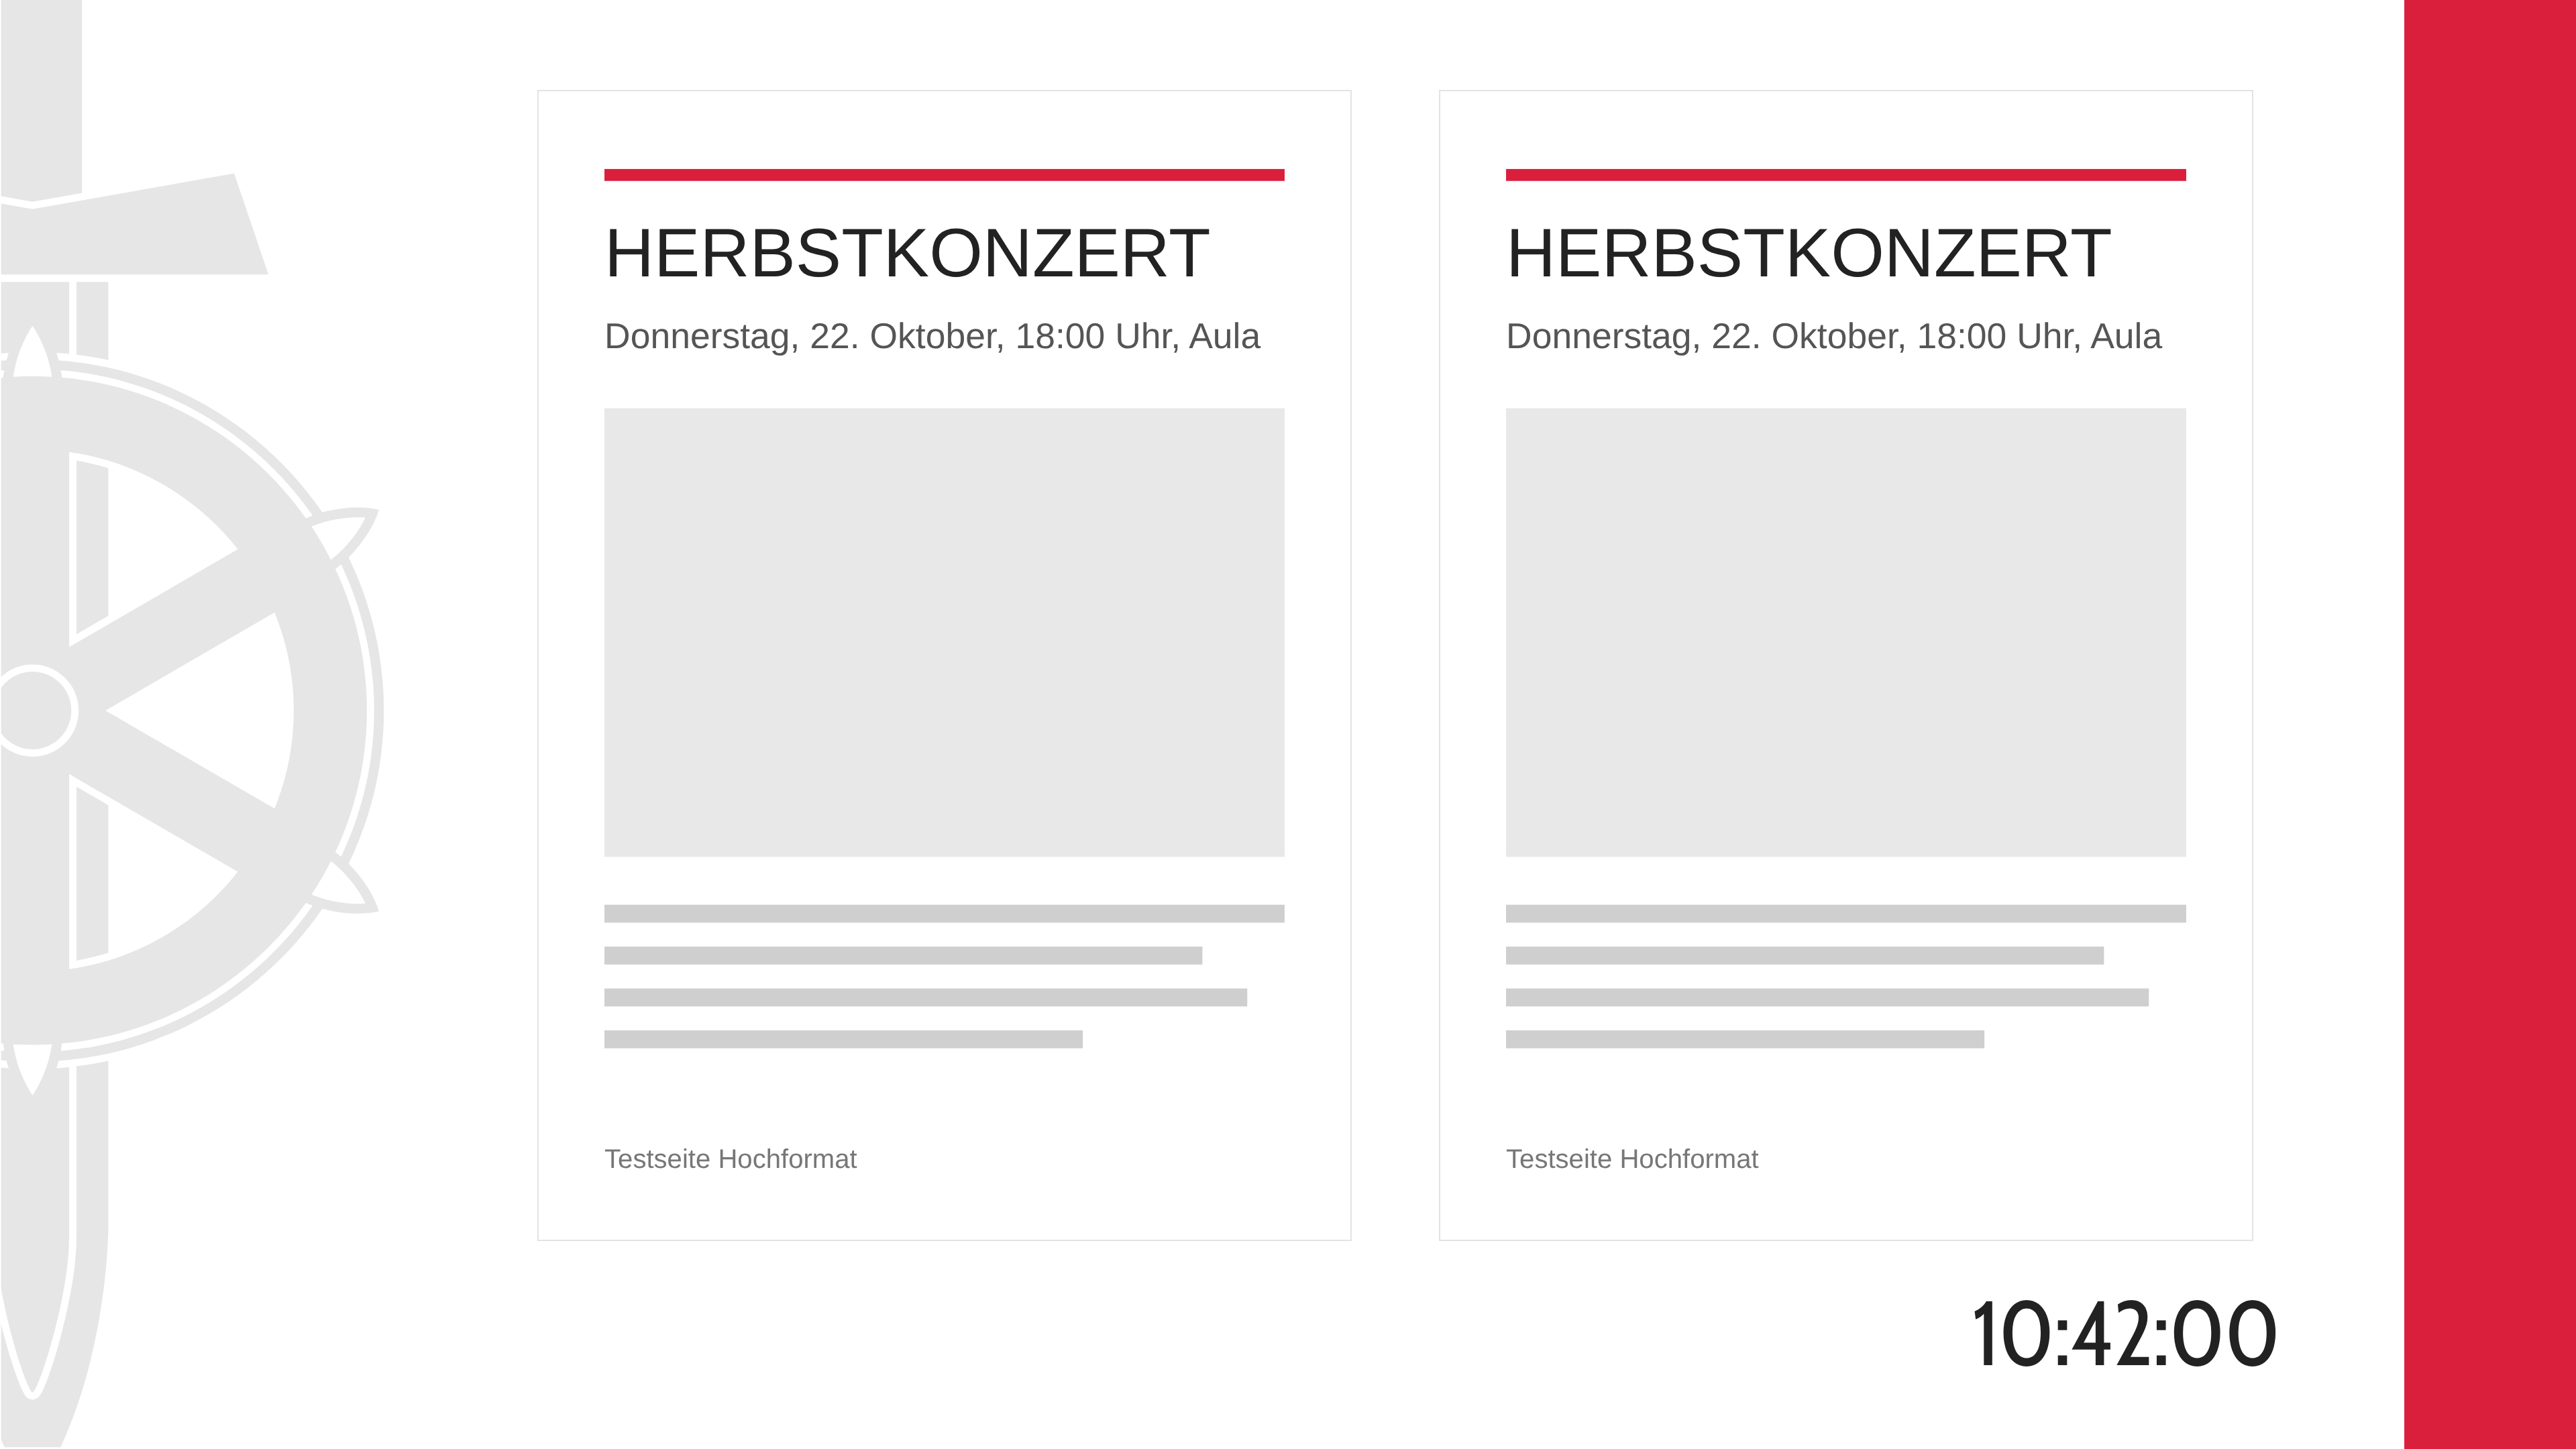 HERBSTKONZERT
Donnerstag, 22. Oktober, 18:00 Uhr, Aula
Testseite Hochformat
HERBSTKONZERT
Donnerstag, 22. Oktober, 18:00 Uhr, Aula
Testseite Hochformat
10:42:00